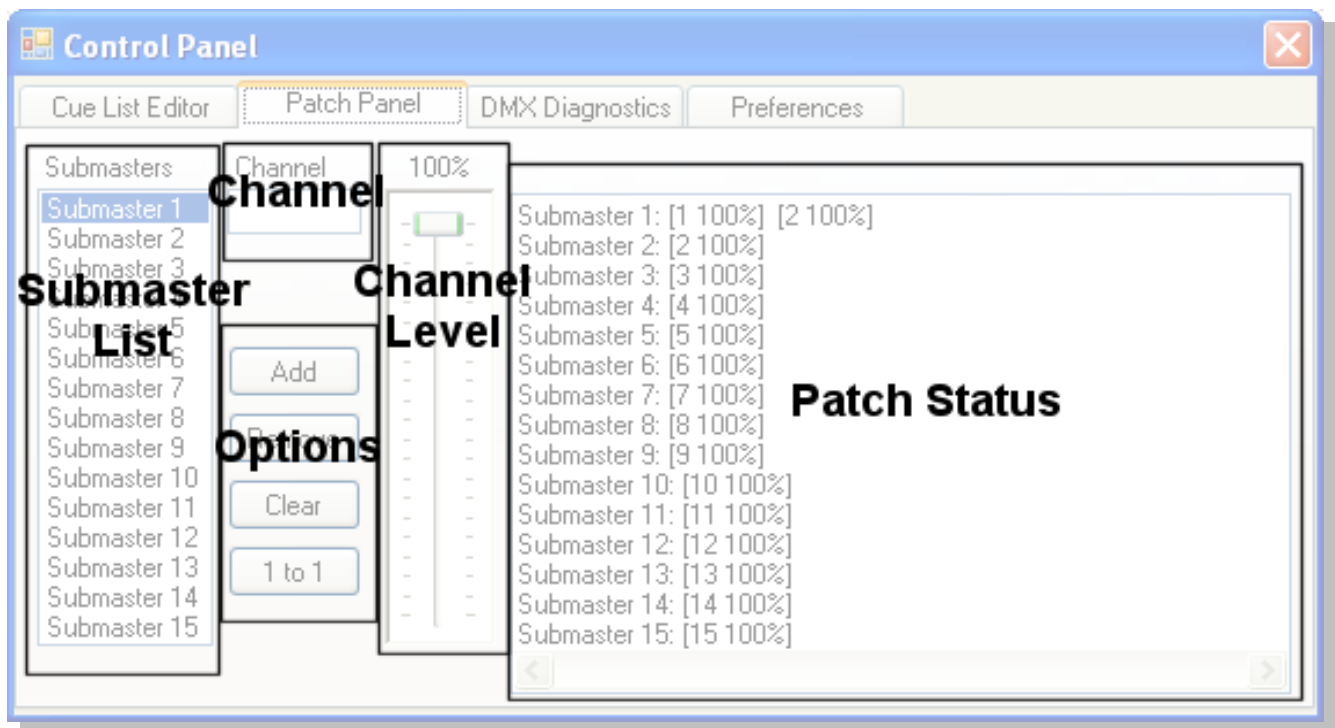 Control Panel
Cue List Editor
Patch Panel
DMX Diagnostics
Preferences
Submasters
Submaster 1
Submaster 2
Submaster 3
Submaster 5
Submaster 6
Submaster 7
Submaster 8
Submaster 9
Submaster 10
Submaster 11
Submaster 12
Submaster 13
Submaster 14
Submaster 15
Submaster
List
Channel
Channel
Add
Remove
Clear
1 to 1
Options
100%
Channel
Level
Submaster 1: [1 100%] [2 100%]
Submaster 2: [2 100%]
Submaster 3: [3 100%]
Submaster 4: [4 100%]
Submaster 5: [5 100%]
Submaster 6: [6 100%]
Submaster 7: [7 100%]
Submaster 8: [8 100%]
Submaster 9: [9 100%]
Submaster 10: [10 100%]
Submaster 11: [11 100%]
Submaster 12: [12 100%]
Submaster 13: [13 100%]
Submaster 14: [14 100%]
Submaster 15: [15 100%]
Patch Status